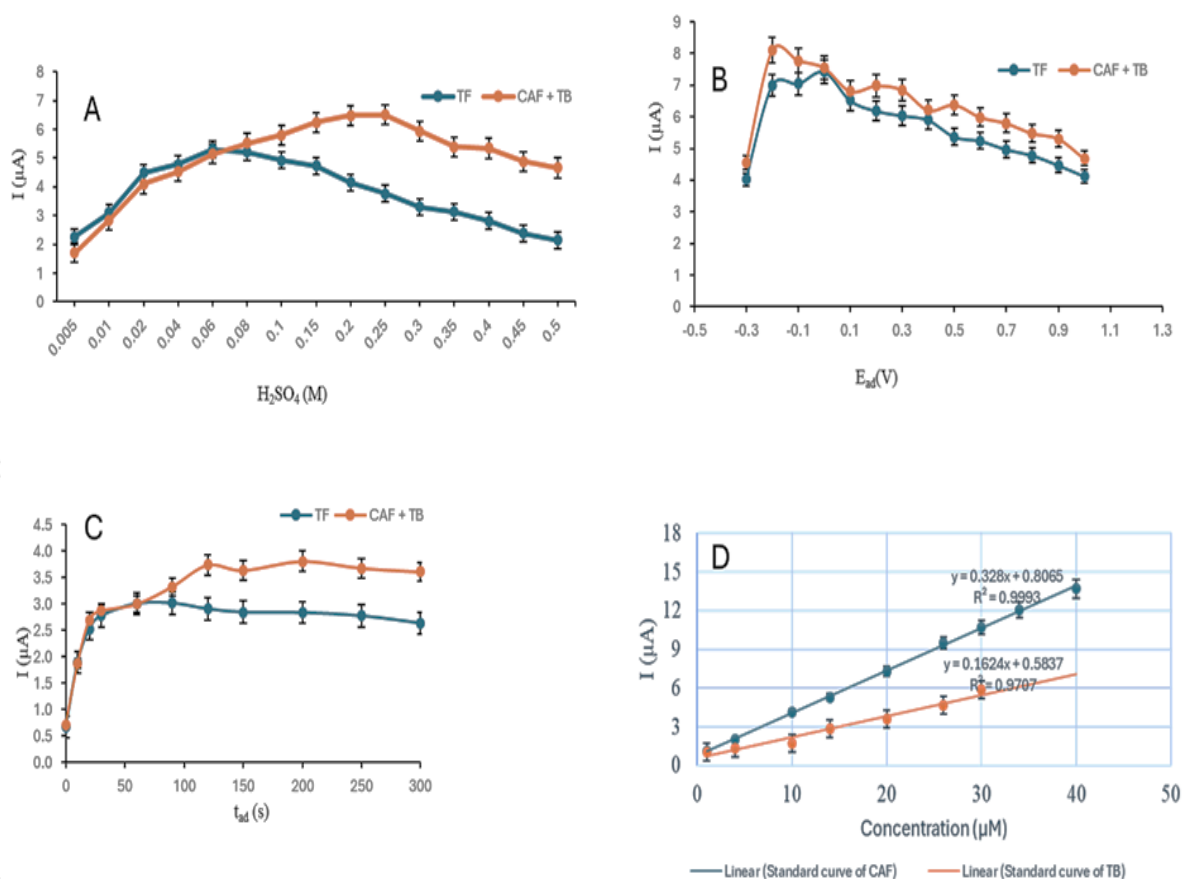 A
TF CAF + TB
8
7
6
5
4
3
2
1
0
I (µA)
0.005 0.01 0.02 0.04 0.06 0.08 0.1 0.15 0.2 0.25 0.3 0.35 0.4 0.45 0.5
H₂SO₄ (M)
B
TF CAF + TB
9
8
7
6
5
4
3
2
1
0
I (µA)
-0.5 -0.3 -0.1 0.1 0.3 0.5 0.7 0.9 1.1 1.3
Ead(V)
C
TF CAF + TB
4.5
4.0
3.5
3.0
2.5
2.0
1.5
1.0
0.5
0.0
I (µA)
0 50 100 150 200 250 300
tad (s)
D
18
15
12
9
6
3
0
I (µA)
y = 0.328x + 0.8065
R² = 0.9993
y = 0.1624x + 0.5837
R² = 0.9707
0 10 20 30 40 50
Concentration (µM)
Linear (Standard curve of CAF) Linear (Standard curve of TB)